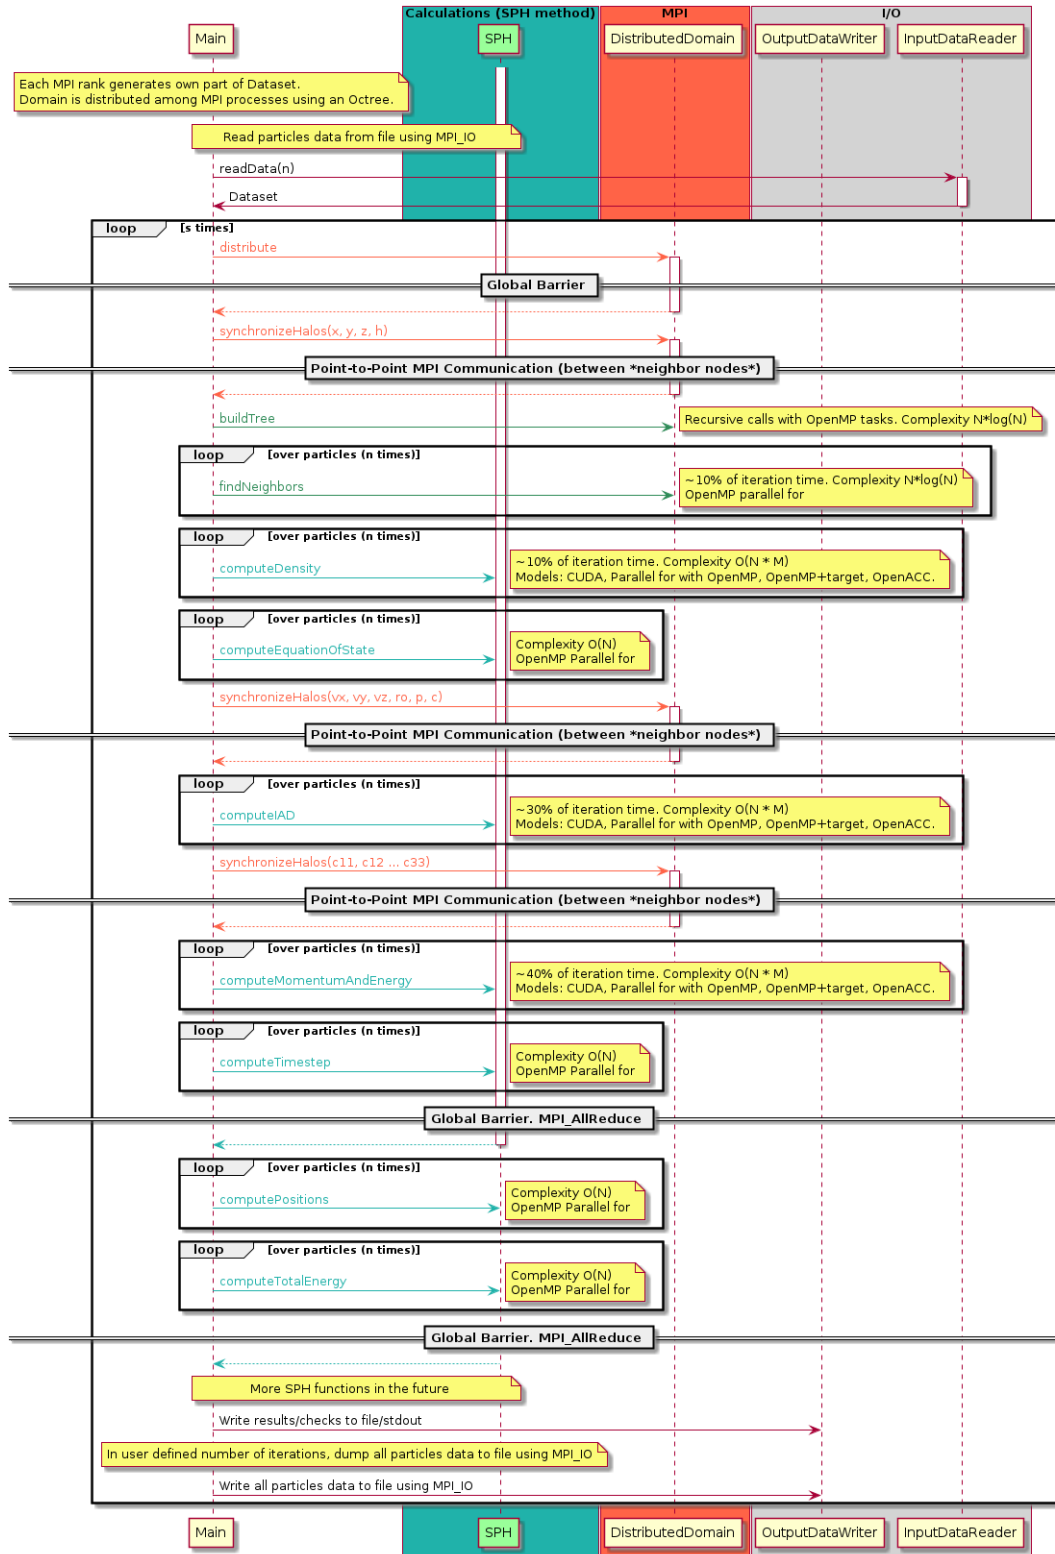 Calculations (SPH method)
MPI
I/O
Main
SPH
DistributedDomain
OutputDataWriter
InputDataReader
Each MPI rank generates own part of Dataset.
Domain is distributed among MPI processes using an Octree.
Read particles data from file using MPI_IO
readData(n)
Dataset
loop
[s times]
distribute
Global Barrier
synchronizeHalos(x, y, z, h)
Point-to-Point MPI Communication (between *neighbor nodes*)
buildTree
Recursive calls with OpenMP tasks. Complexity N*log(N)
loop
[over particles (n times)]
findNeighbors
~10% of iteration time. Complexity N*log(N)
OpenMP parallel for
loop
[over particles (n times)]
computeDensity
~10% of iteration time. Complexity O(N * M)
Models: CUDA, Parallel for with OpenMP, OpenMP+target, OpenACC.
loop
[over particles (n times)]
computeEquationOfState
Complexity O(N)
OpenMP Parallel for
synchronizeHalos(vx, vy, vz, ro, p, c)
Point-to-Point MPI Communication (between *neighbor nodes*)
loop
[over particles (n times)]
computeIAD
~30% of iteration time. Complexity O(N * M)
Models: CUDA, Parallel for with OpenMP, OpenMP+target, OpenACC.
synchronizeHalos(c11, c12 ... c33)
Point-to-Point MPI Communication (between *neighbor nodes*)
loop
[over particles (n times)]
computeMomentumAndEnergy
~40% of iteration time. Complexity O(N * M)
Models: CUDA, Parallel for with OpenMP, OpenMP+target, OpenACC.
loop
[over particles (n times)]
computeTimestep
Complexity O(N)
OpenMP Parallel for
Global Barrier. MPI_AllReduce
loop
[over particles (n times)]
computePositions
Complexity O(N)
OpenMP Parallel for
loop
[over particles (n times)]
computeTotalEnergy
Complexity O(N)
OpenMP Parallel for
Global Barrier. MPI_AllReduce
More SPH functions in the future
Write results/checks to file/stdout
In user defined number of iterations, dump all particles data to file using MPI_IO
Write all particles data to file using MPI_IO
Main
SPH
DistributedDomain
OutputDataWriter
InputDataReader